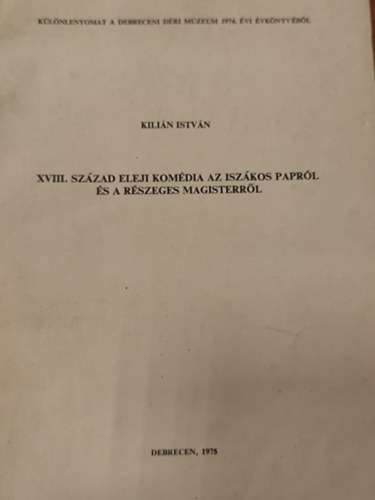 KÜLÖNLENYOMAT A DEBRECENI DÉRI MÚZEUM 1974. ÉVI ÉVKÖNYVÉBŐL
KILIÁN ISTVÁN
XVIII. SZÁZAD ELEJI KOMÉDIA AZ ISZÁKOS PAPRÓL
ÉS A RÉSZEGES MAGISTERRŐL
DEBRECEN, 1975